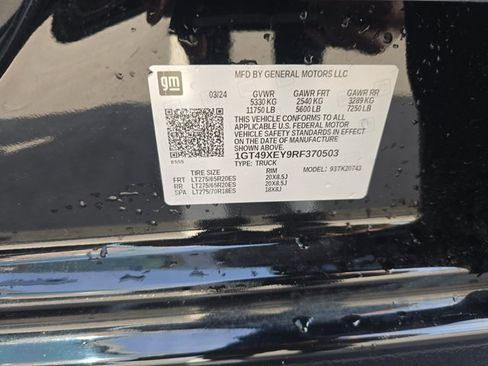 gm
MFD BY GENERAL MOTORS LLC
03/24 GVWR GAWR FRT GAWR RR
5330 KG 2540 KG 3289 KG
11750 LB 5600 LB 7250 LB
THIS VEHICLE CONFORMS TO ALL
APPLICABLE U.S. FEDERAL MOTOR
VEHICLE SAFETY STANDARDS IN
EFFECT ON THE DATE OF
MANUFACTURE SHOWN ABOVE.
1GT49XEY9RF370503
TYPE: TRUCK MODEL: 93TK20743
TIRE SIZE RIM
FRT LT275/65R20ES 20X8.5J
RR LT275/65R20ES 20X8.5J
SPA LT275/70R18ES 18X8J